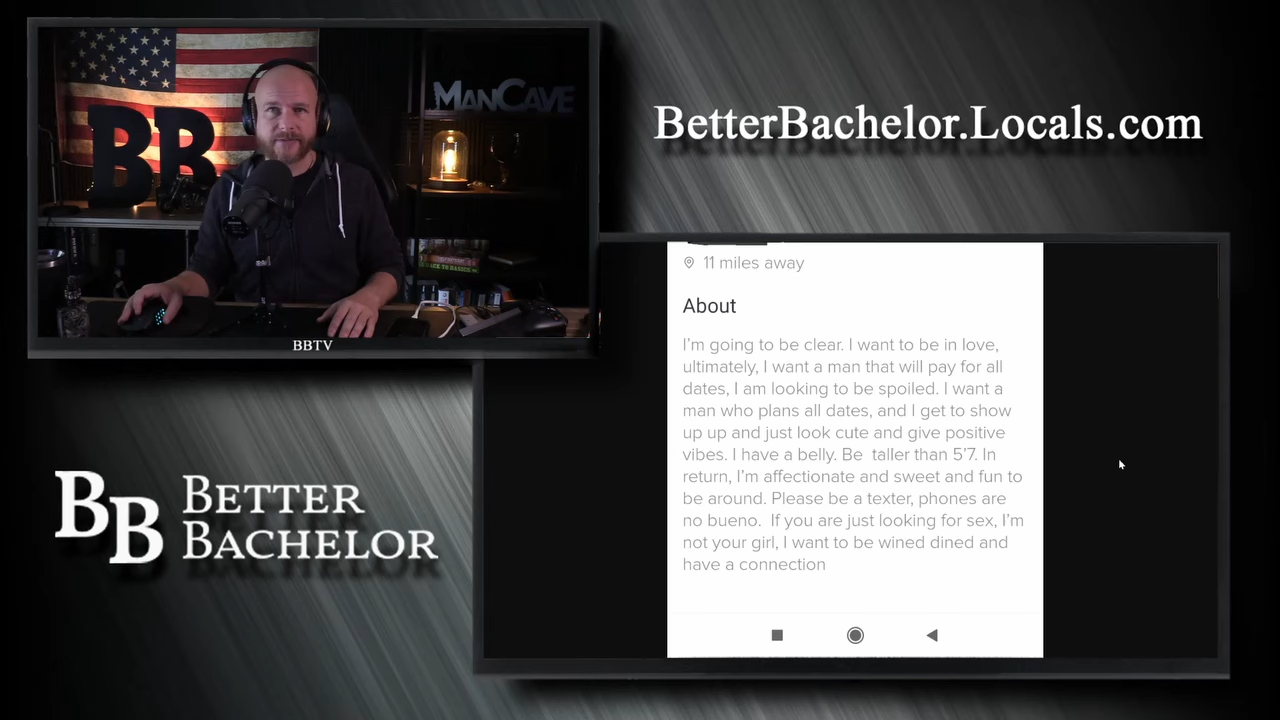 BB
ManCave
BACK TO BASICS
BBTV
BetterBachelor.Locals.com
11 miles away
About
I'm going to be clear. I want to be in love,
ultimately, I want a man that will pay for all
dates, I am looking to be spoiled. I want a
man who plans all dates, and I get to show
up up and just look cute and give positive
vibes. I have a belly. Be  taller than 5'7. In
return, I'm affectionate and sweet and fun to
be around. Please be a texter, phones are
no bueno.  If you are just looking for sex, I'm
not your girl, I want to be wined dined and
have a connection
BB
Better
Bachelor